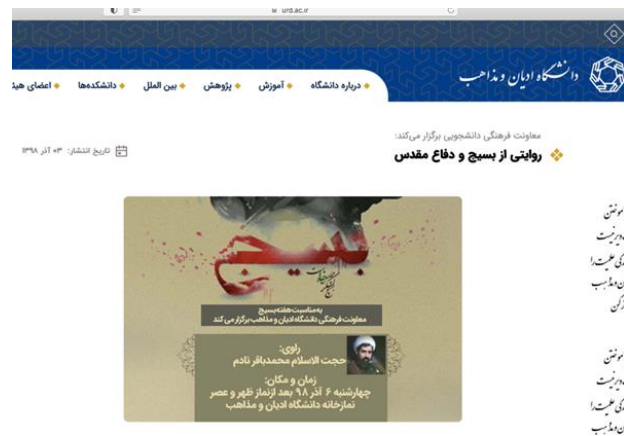 urd.ac.ir
دانشگاه ادیان و مذاهب
درباره دانشگاه
آموزش
پژوهش
بین الملل
دانشکده‌ها
اعضای هیئ
معاونت فرهنگی دانشجویی برگزار می‌کند:
روایتی از بسیج و دفاع مقدس
تاریخ انتشار: ۰۳ آذر ۱۳۹۸
بسیج
به‌مناسبت‌هفته‌بسیج
معاونت فرهنگی دانشگاه ادیان و مذاهب‌برگزار می کند
راوی:
حجت الاسلام محمدباقر نادم
زمان و مکان:
چهارشنبه ۶ آذر ۹۸ بعد ازنماز ظهر و عصر
نمازخانه دانشگاه ادیان و مذاهب